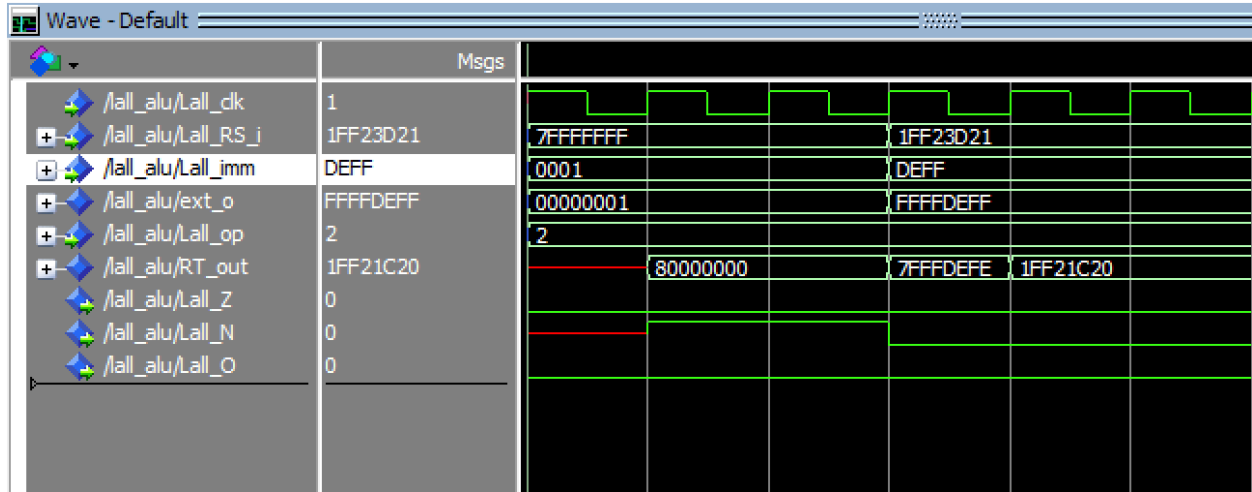 Wave - Default
Msgs
/lall_alu/Lall_clk 1
/lall_alu/Lall_RS_i 1FF23D21 7FFFFFFF 1FF23D21
/lall_alu/Lall_imm DEFF 0001 DEFF
/lall_alu/ext_o FFFFDEFF 00000001 FFFFDEFF
/lall_alu/Lall_op 2 2
/lall_alu/RT_out 1FF21C20 80000000 7FFFDEFE 1FF21C20
/lall_alu/Lall_Z 0
/lall_alu/Lall_N 0
/lall_alu/Lall_O 0